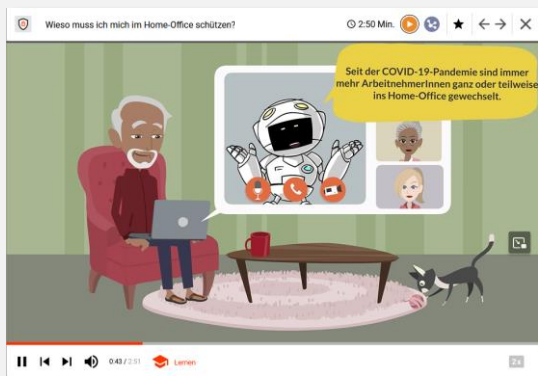 Wieso muss ich mich im Home-Office schützen?
2:50 Min.
Seit der COVID-19-Pandemie sind immer
mehr ArbeitnehmerInnen ganz oder teilweise
ins Home-Office gewechselt.
0:43 / 2:51
Lernen
2x